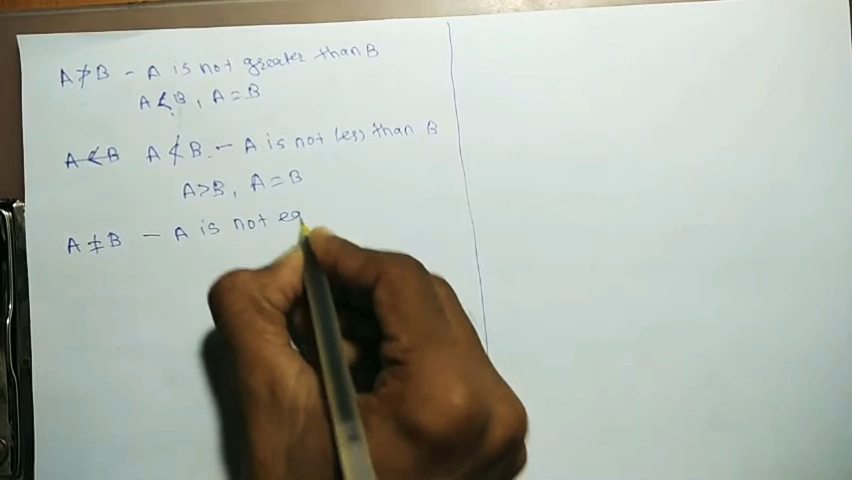 A ≯ B - A is not greater than B
A < B, A = B
A < B A ≮ B. - A is not less than B
A > B, A = B
A ≠ B - A is not eq